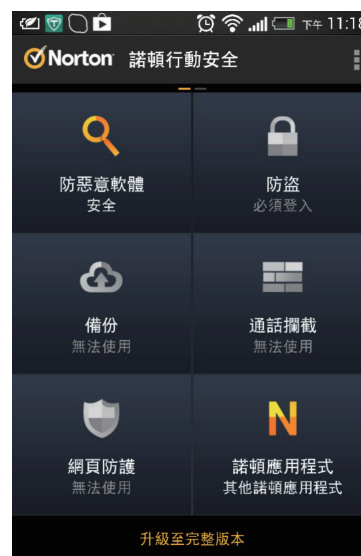 下午 11:18
Norton 諾頓行動安全
防惡意軟體
安全
防盜
必須登入
備份
無法使用
通話攔截
無法使用
網頁防護
無法使用
諾頓應用程式
其他諾頓應用程式
升級至完整版本